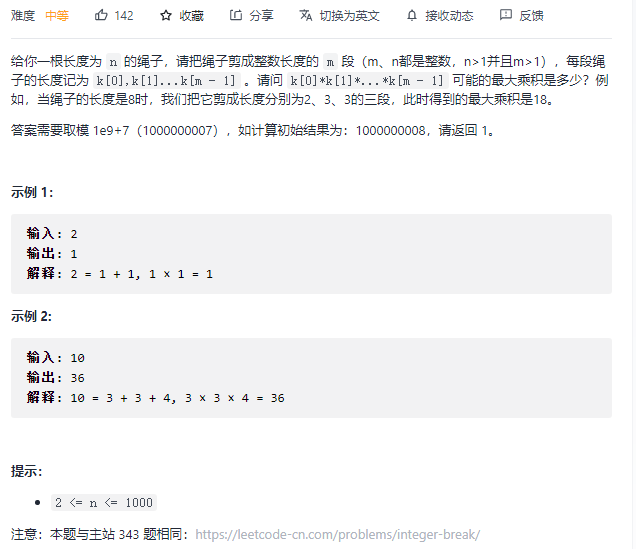 难度 中等 142 收藏 分享 切换为英文 接收动态 反馈
给你一根长度为 n 的绳子，请把绳子剪成整数长度的 m 段（m、n都是整数，n>1并且m>1），每段绳
子的长度记为 k[0],k[1]...k[m - 1] 。请问 k[0]*k[1]*...*k[m - 1] 可能的最大乘积是多少？例
如，当绳子的长度是8时，我们把它剪成长度分别为2、3、3的三段，此时得到的最大乘积是18。
答案需要取模 1e9+7（1000000007），如计算初始结果为：1000000008，请返回 1。
示例 1：
输入: 2
输出: 1
解释: 2 = 1 + 1, 1 × 1 = 1
示例 2:
输入: 10
输出: 36
解释: 10 = 3 + 3 + 4, 3 × 3 × 4 = 36
提示：
• 2 <= n <= 1000
注意：本题与主站 343 题相同：https://leetcode-cn.com/problems/integer-break/